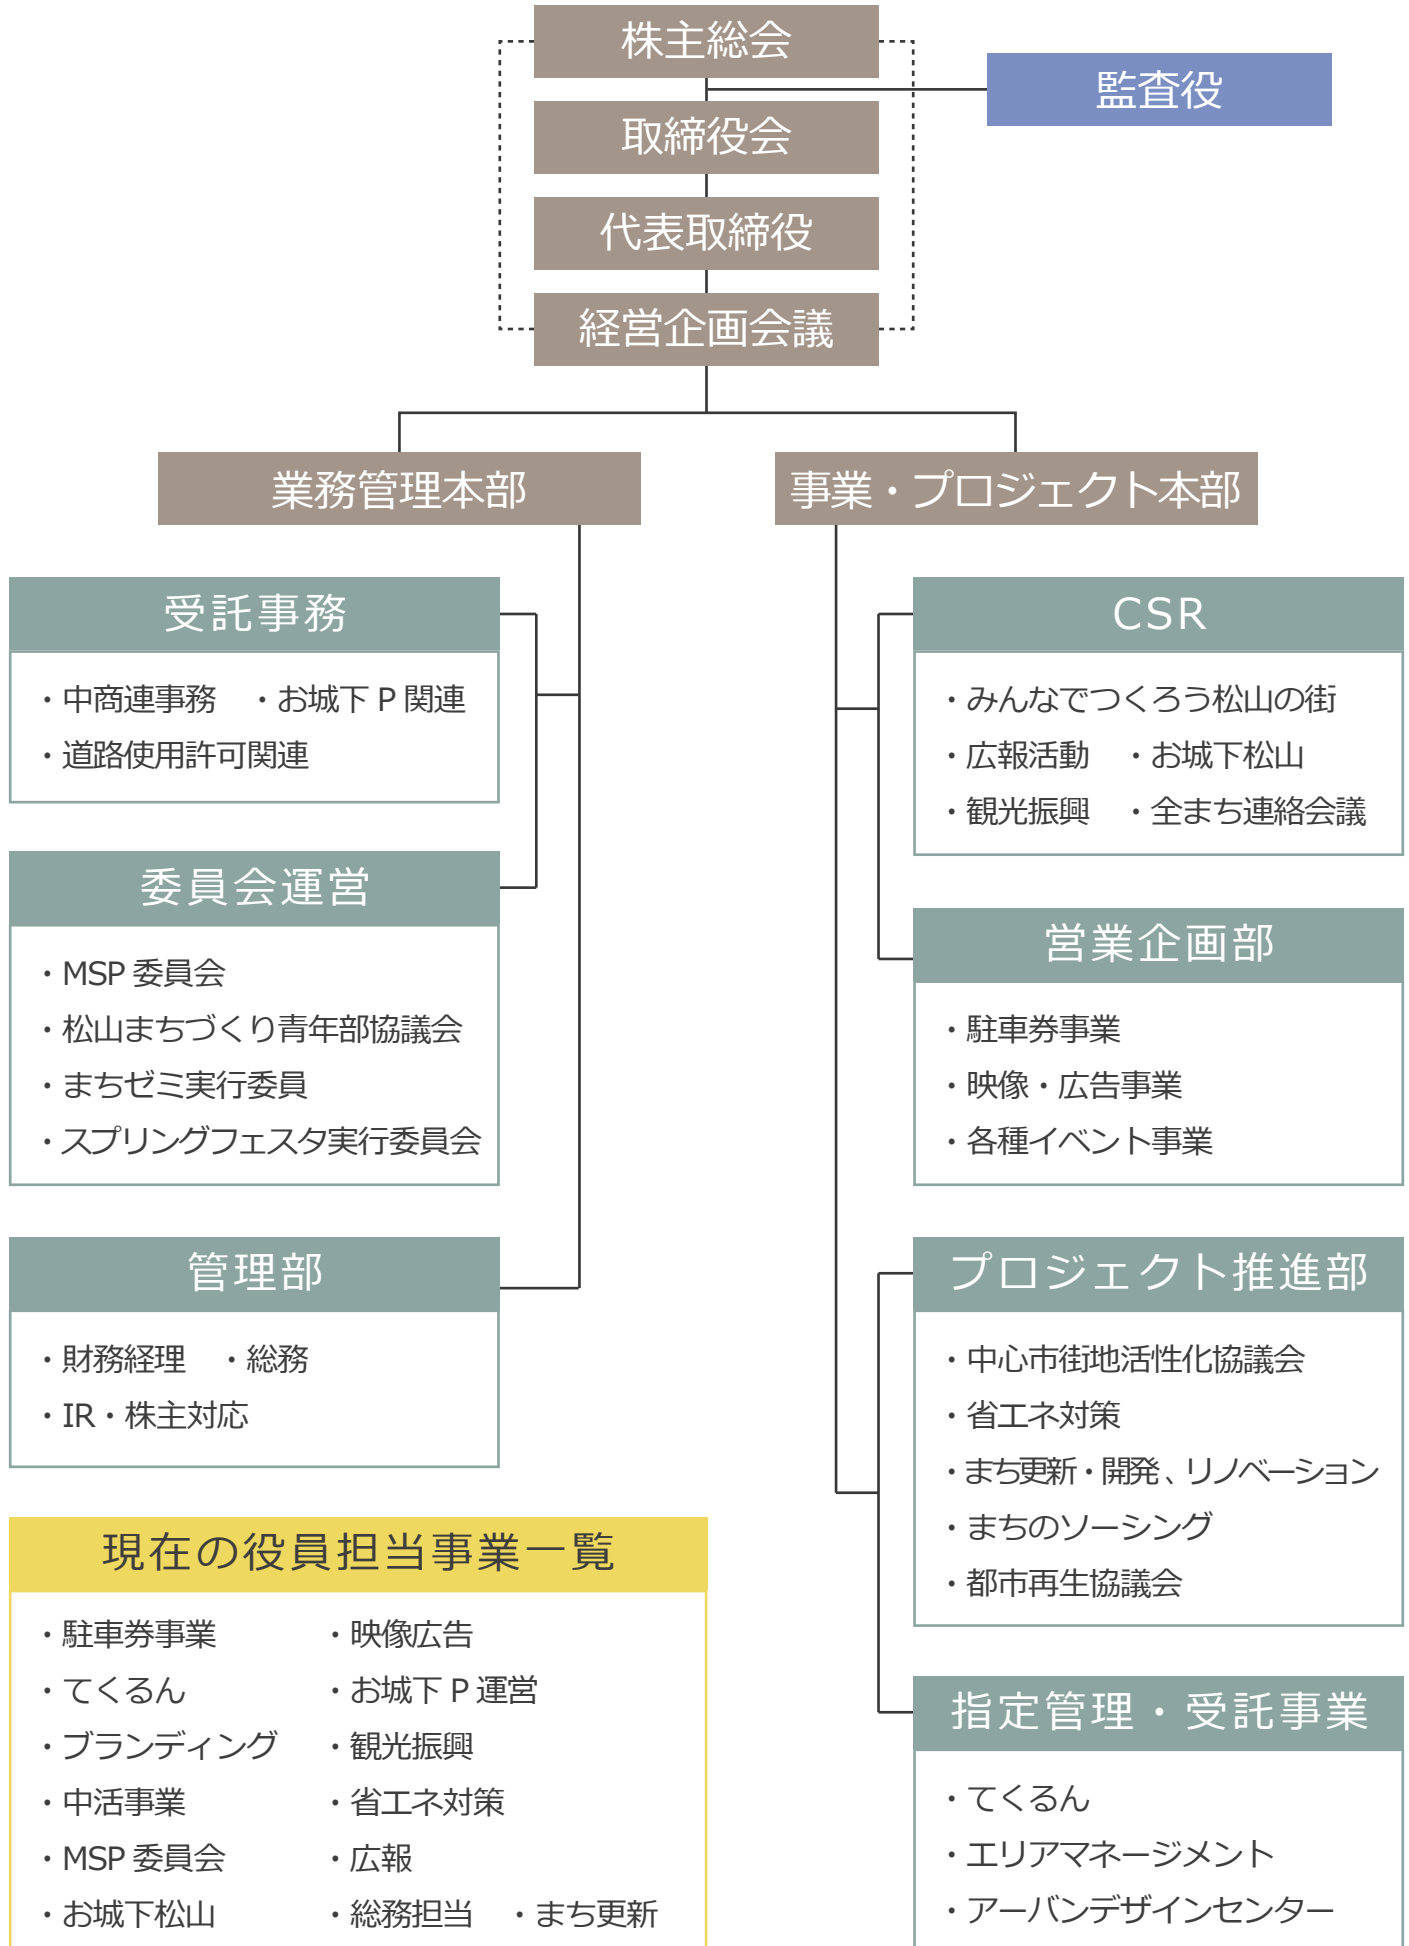 株主総会
監査役
取締役会
代表取締役
経営企画会議
業務管理本部
受託事務
・中商連事務　・お城下 P 関連
・道路使用許可関連
委員会運営
・MSP 委員会
・松山まちづくり青年部協議会
・まちゼミ実行委員
・スプリングフェスタ実行委員会
管理部
・財務経理　・総務
・IR・株主対応
事業・プロジェクト本部
CSR
・みんなでつくろう松山の街
・広報活動　・お城下松山
・観光振興　・全まち連絡会議
営業企画部
・駐車券事業
・映像・広告事業
・各種イベント事業
プロジェクト推進部
・中心市街地活性化協議会
・省エネ対策
・まち更新・開発、リノベーション
・まちのソーシング
・都市再生協議会
指定管理・受託事業
・てくるん
・エリアマネージメント
・アーバンデザインセンター
現在の役員担当事業一覧
・駐車券事業　・映像広告
・てくるん　・お城下 P 運営
・ブランディング　・観光振興
・中活事業　・省エネ対策
・MSP 委員会　・広報
・お城下松山　・総務担当　・まち更新